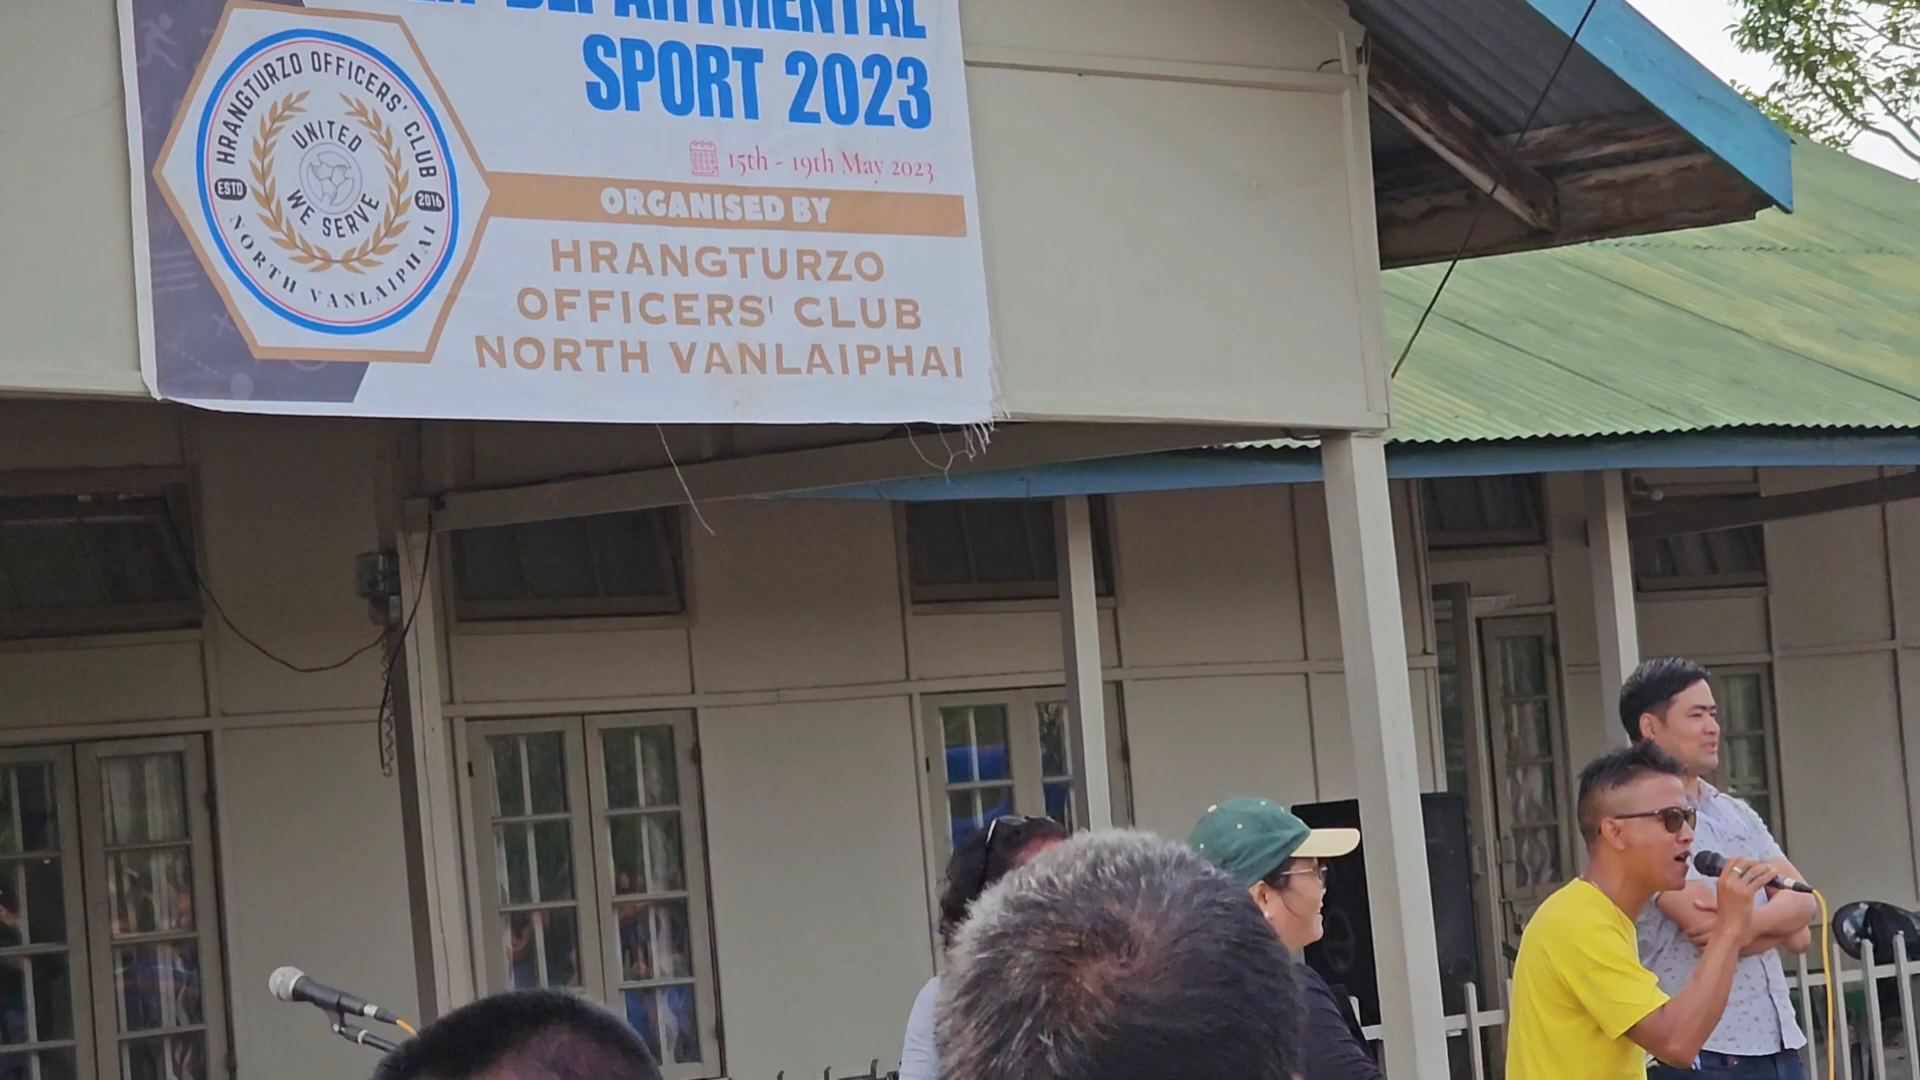 DEPARTMENTAL
SPORT 2023
15th - 19th May 2023
ORGANISED BY
HRANGTURZO
OFFICERS' CLUB
NORTH VANLAIPHAI
HRANGTURZO OFFICERS' CLUB
UNITED
WE SERVE
ESTD
2016
NORTH VANLAIPHAI